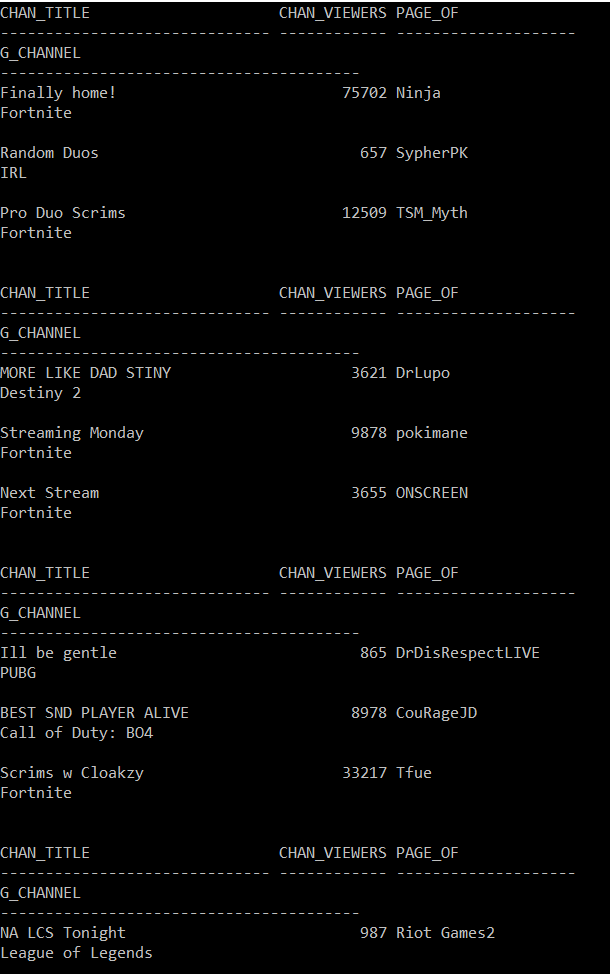 CHAN_TITLE                     CHAN_VIEWERS PAGE_OF
------------------------------ ------------ --------------------
G_CHANNEL
----------------------------------------
Finally home!                         75702 Ninja
Fortnite

Random Duos                             657 SypherPK
IRL

Pro Duo Scrims                        12509 TSM_Myth
Fortnite


CHAN_TITLE                     CHAN_VIEWERS PAGE_OF
------------------------------ ------------ --------------------
G_CHANNEL
----------------------------------------
MORE LIKE DAD STINY                    3621 DrLupo
Destiny 2

Streaming Monday                       9878 pokimane
Fortnite

Next Stream                            3655 ONSCREEN
Fortnite


CHAN_TITLE                     CHAN_VIEWERS PAGE_OF
------------------------------ ------------ --------------------
G_CHANNEL
----------------------------------------
Ill be gentle                           865 DrDisRespectLIVE
PUBG

BEST SND PLAYER ALIVE                  8978 CouRageJD
Call of Duty: BO4

Scrims w Cloakzy                      33217 Tfue
Fortnite


CHAN_TITLE                     CHAN_VIEWERS PAGE_OF
------------------------------ ------------ --------------------
G_CHANNEL
----------------------------------------
NA LCS Tonight                          987 Riot Games2
League of Legends